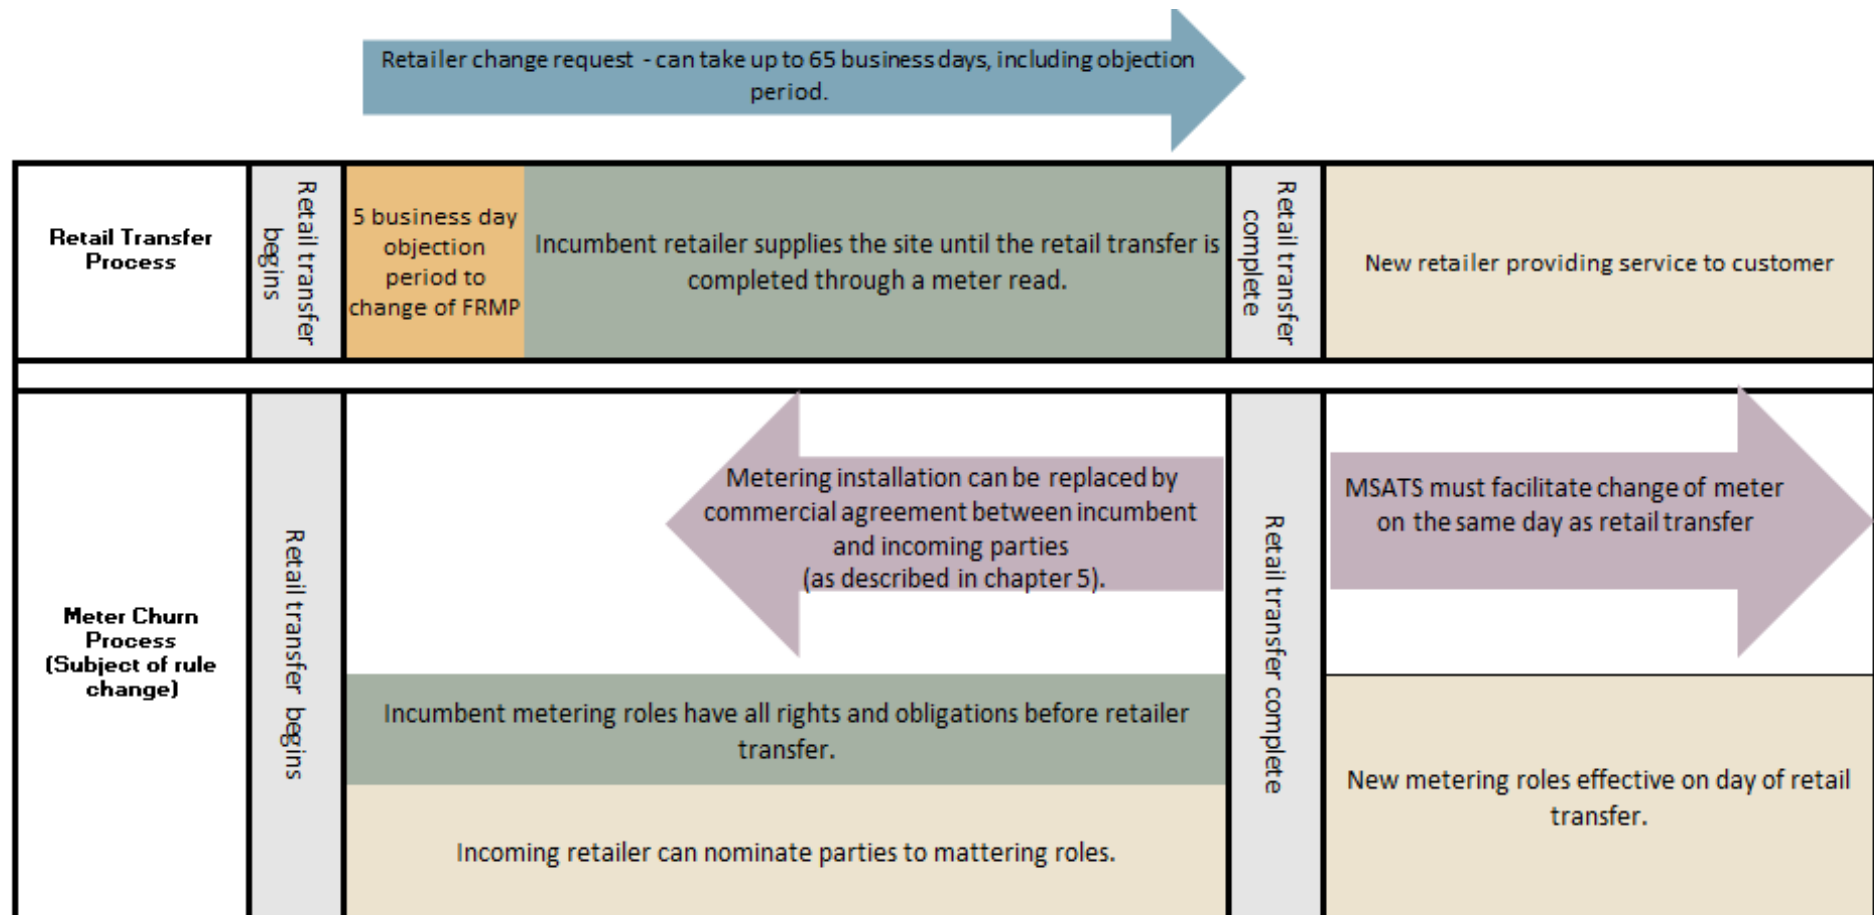 Retailer change request - can take up to 65 business days, including objection
period.
Retail Transfer
Process
Retail transfer
begins
5 business day
objection
period to
change of FRMP
Incumbent retailer supplies the site until the retail transfer is
completed through a meter read.
Retail transfer
complete
New retailer providing service to customer
Meter Churn
Process
(Subject of rule
change)
Retail transfer begins
Metering installation can be replaced by
commercial agreement between incumbent
and incoming parties
(as described in chapter 5).
Incumbent metering roles have all rights and obligations before retailer
transfer.
Incoming retailer can nominate parties to mattering roles.
Retail transfer complete
MSATS must facilitate change of meter
on the same day as retail transfer
New metering roles effective on day of retail
transfer.